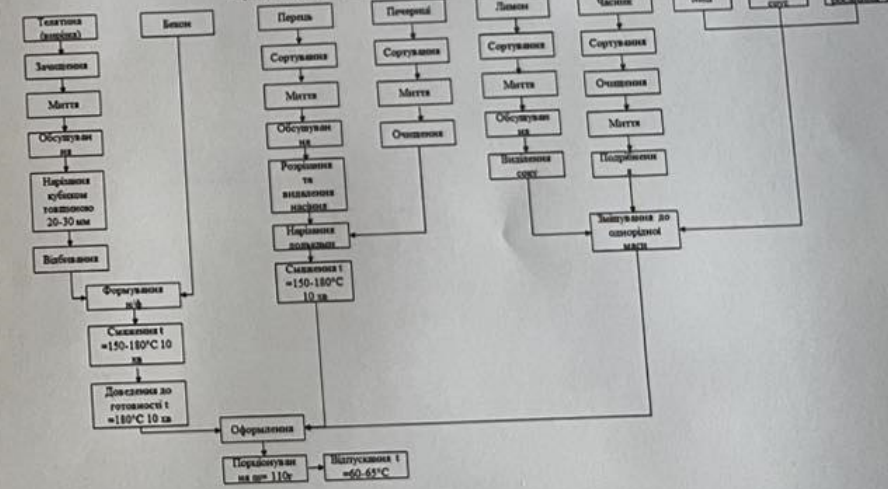 Телятина
(вирізка)
Зачищення
Миття
Обсушуван
ня
Нарізання
кубиком
товщиною
20-30 мм
Відбивання
Бекон
Формування
н/ф
Смаження t
=150-180°C 10
хв
Доведення до
готовності t
=180°C 10 хв
Перець
Сортування
Миття
Обсушуван
ня
Розрізання
та
видалення
насіння
Нарізання
дольками
Смаження t
=150-180°C
10 хв
Печериці
Сортування
Миття
Очищення
Лимон
Сортування
Миття
Обсушуван
ня
Виділення
соку
Часник
Сортування
Очищення
Миття
Подрібненн
я
соус
Змішування до
однорідної
маси
Оформлення
Порціонуван
ня m= 110г
Відпускання t
=60-65°C